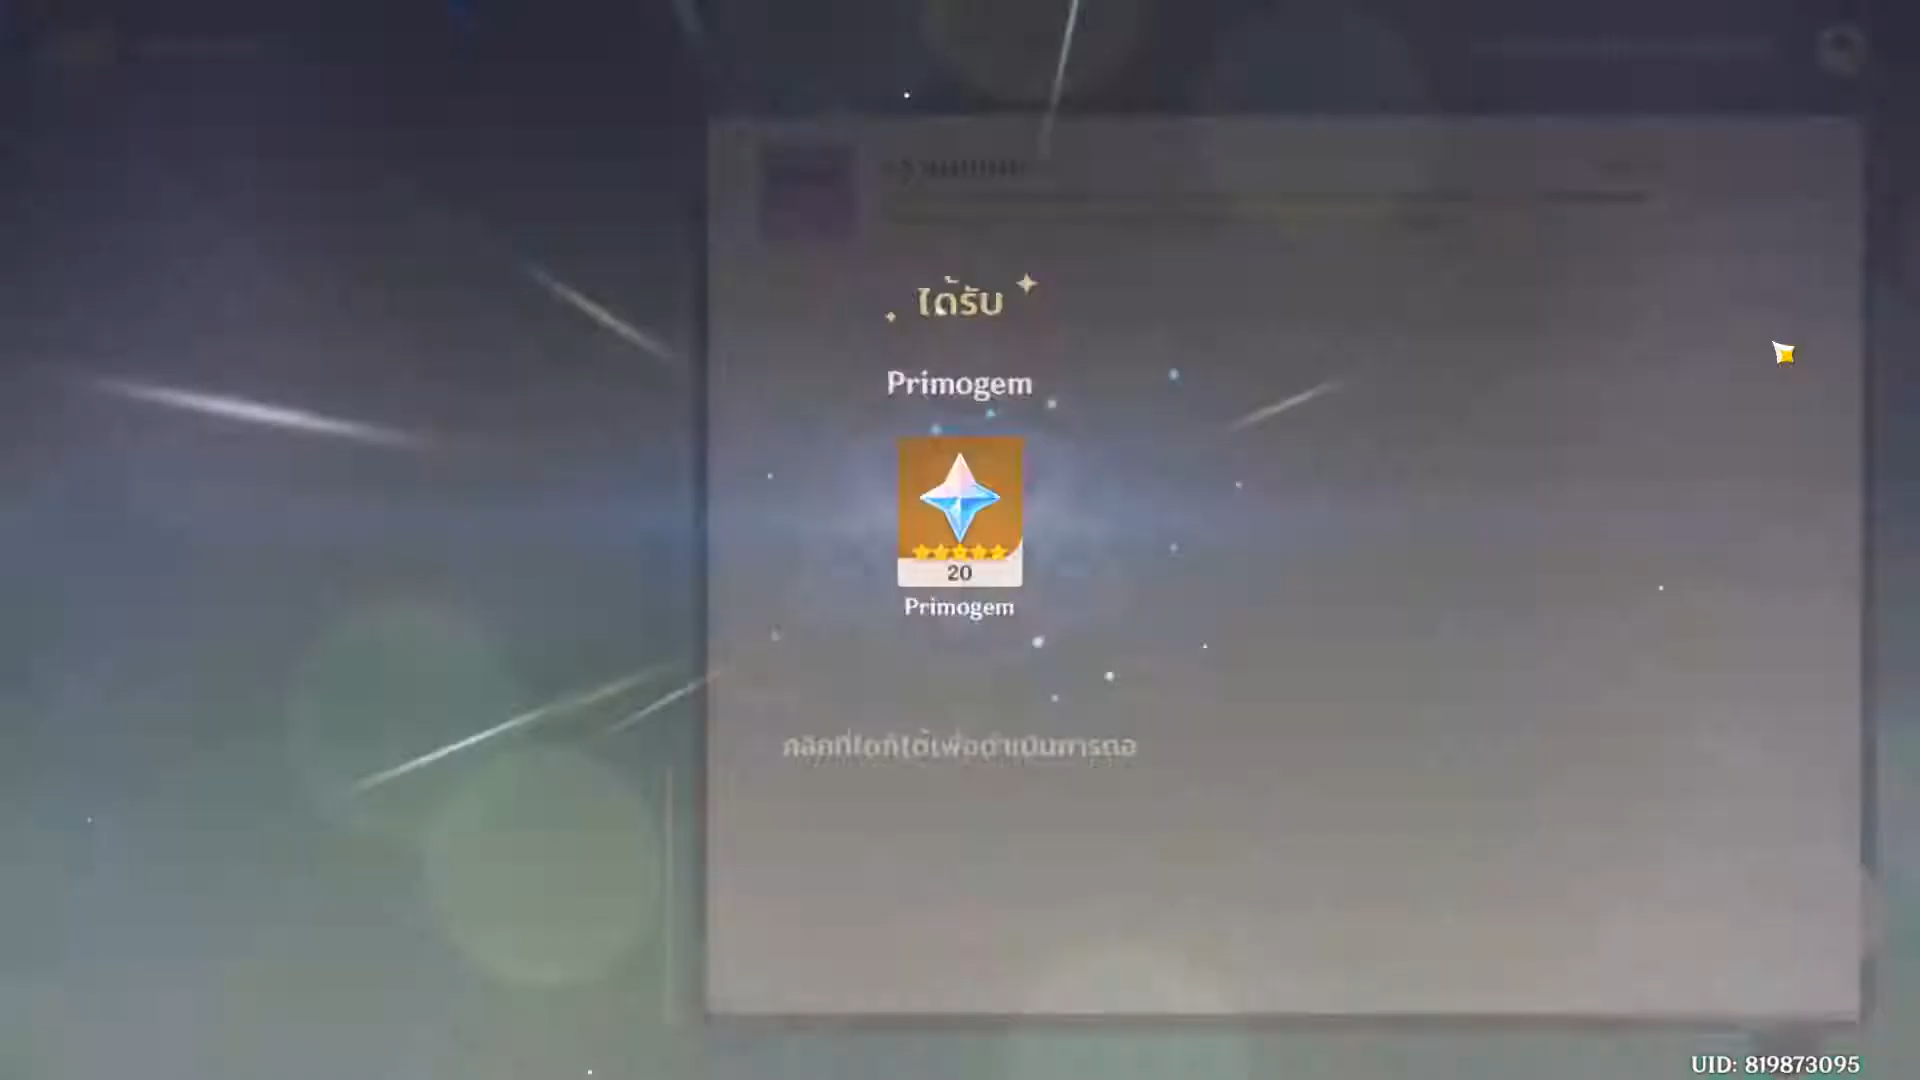 ได้รับ
Primogem
20
Primogem
คลิกที่ใดก็ได้เพื่อดำเนินการต่อ
UID: 819873095